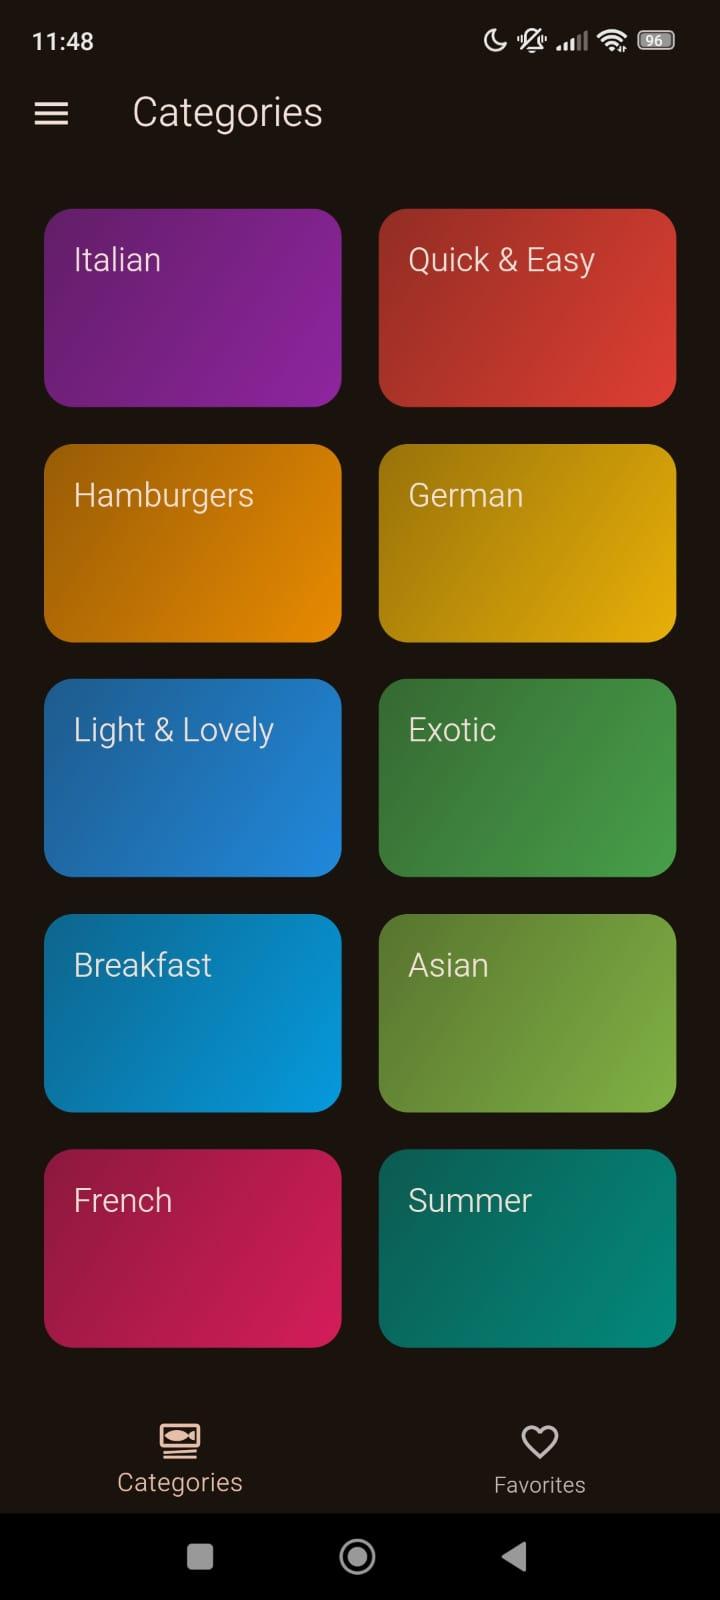 11:48
96
Categories
Italian
Quick & Easy
Hamburgers
German
Light & Lovely
Exotic
Breakfast
Asian
French
Summer
Categories
Favorites